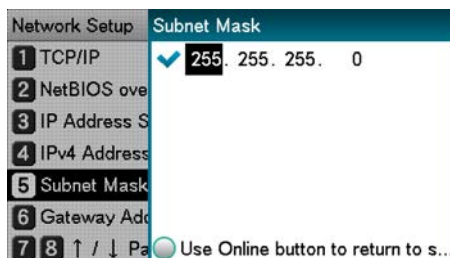 Network Setup
Subnet Mask
1 TCP/IP
255. 255. 255. 0
2 NetBIOS ove
3 IP Address S
4 IPv4 Address
5 Subnet Mask
6 Gateway Add
7 8 ↑ / ↓ Pa
Use Online button to return to s...